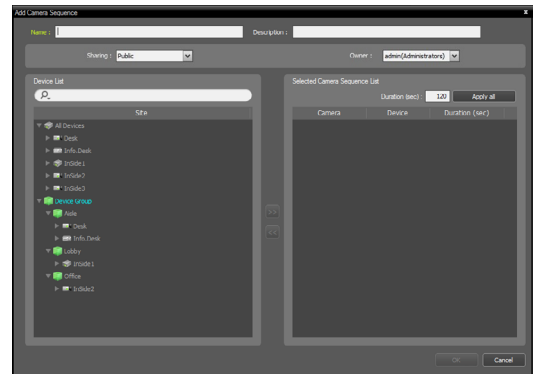 Add Camera Sequence
x
Name :
Description :
Sharing : Public
Owner : admin(Administrators)
Device List
Selected Camera Sequence List
Duration (sec) : 120 Apply all
Site
Camera Device Duration (sec)
All Devices
Desk
Info.Desk
InSide1
InSide2
InSide3
Device Group
Aisle
Desk
Info.Desk
Lobby
InSide1
Office
InSide2
>>
<<
OK Cancel